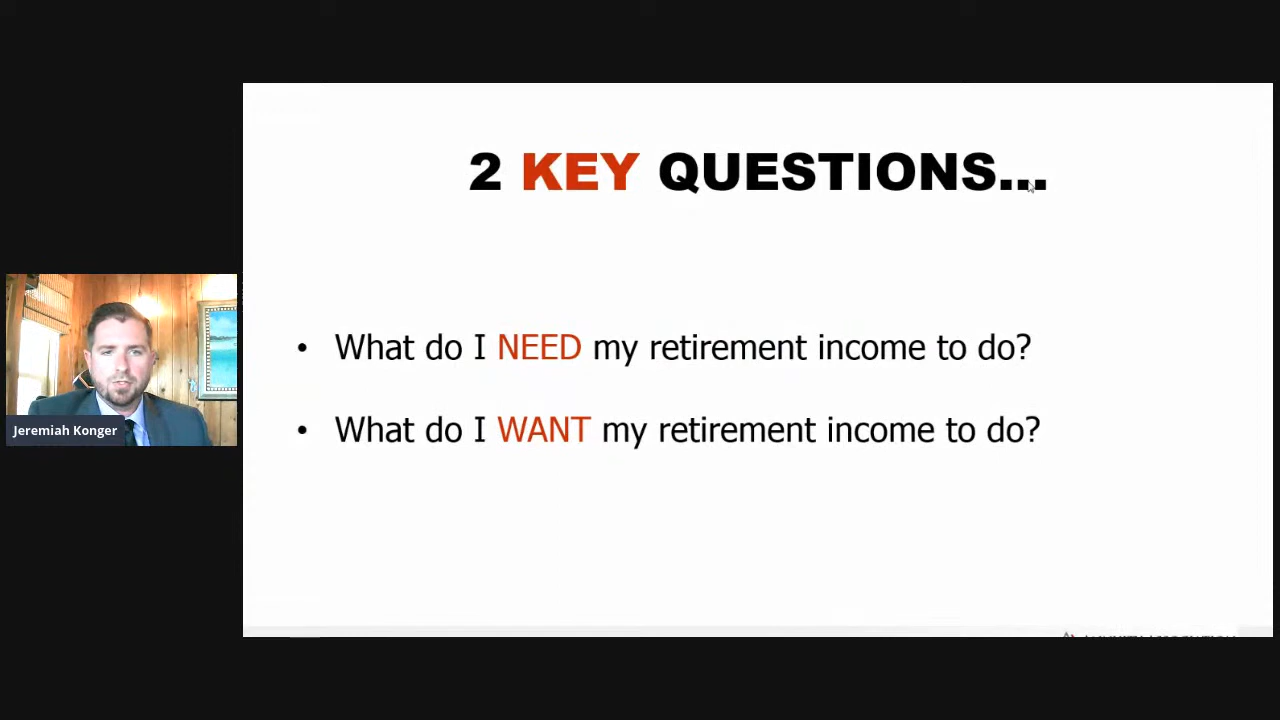 2 KEY QUESTIONS...
• What do I NEED my retirement income to do?
• What do I WANT my retirement income to do?
Jeremiah Konger